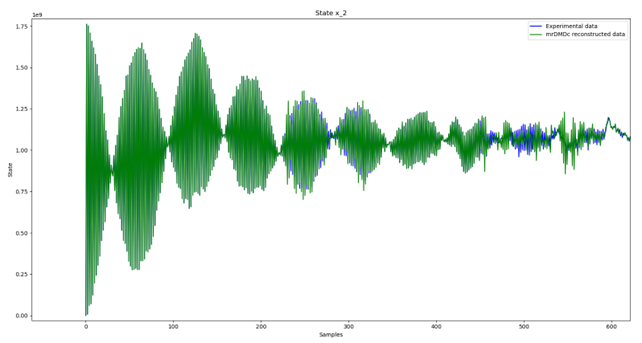 State x_2
1e9
Experimental data
mrDMDc reconstructed data
1.75
1.50
1.25
1.00
0.75
0.50
0.25
0.00
State
0 100 200 300 400 500 600
Samples